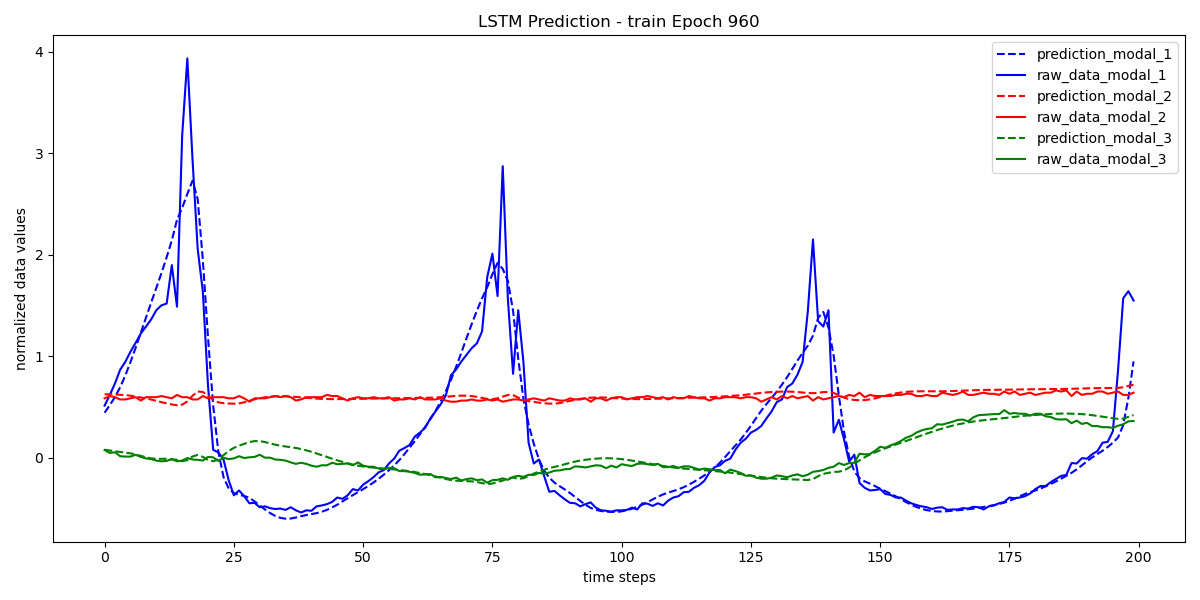 LSTM Prediction - train Epoch 960
normalized data values
4
3
2
1
0
prediction_modal_1
raw_data_modal_1
prediction_modal_2
raw_data_modal_2
prediction_modal_3
raw_data_modal_3
0 25 50 75 100 125 150 175 200
time steps